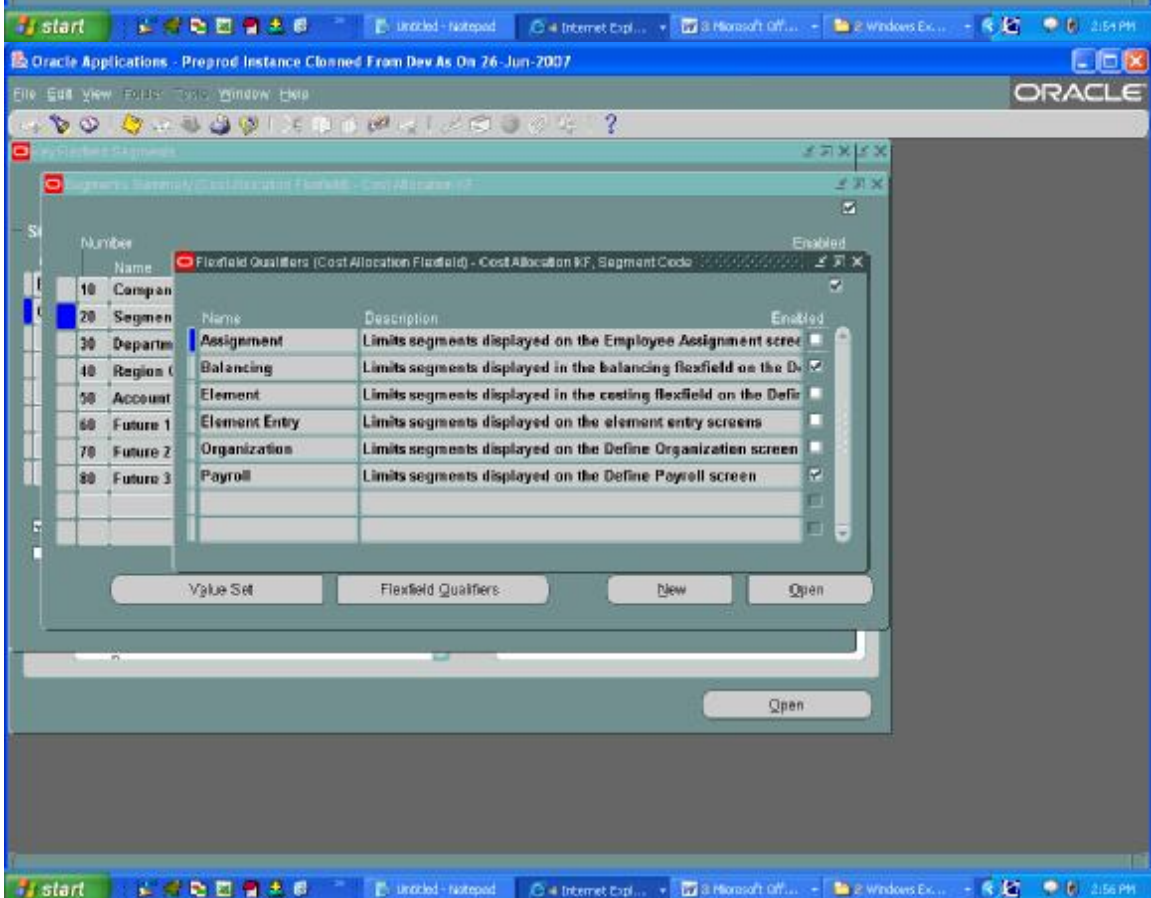 start Untitled - Notepad 4 Internet Expl... 3 Microsoft Off... 2 Windows Ex... 2:54 PM
Oracle Applications - Preprod Instance Clonned From Dev As On 26-Jun-2007
File Edit View Folder Tools Window Help ORACLE
Key Flexfield Segments
Segments Summary (Cost Allocation Flexfield) - Cost Allocation KF
Number Enabled
Name
Flexfield Qualifiers (Cost Allocation Flexfield) - Cost Allocation KF, Segment Code
10 Compan
20 Segmen
30 Departm
40 Region
50 Account
60 Future 1
70 Future 2
80 Future 3
Name Description Enabled
Assignment Limits segments displayed on the Employee Assignment scree
Balancing Limits segments displayed in the balancing flexfield on the D
Element Limits segments displayed in the costing flexfield on the Defin
Element Entry Limits segments displayed on the element entry screens
Organization Limits segments displayed on the Define Organization screen
Payroll Limits segments displayed on the Define Payroll screen
Value Set Flexfield Qualifiers New Open
Open
start Untitled - Notepad 4 Internet Expl... 3 Microsoft Off... 2 Windows Ex... 2:56 PM